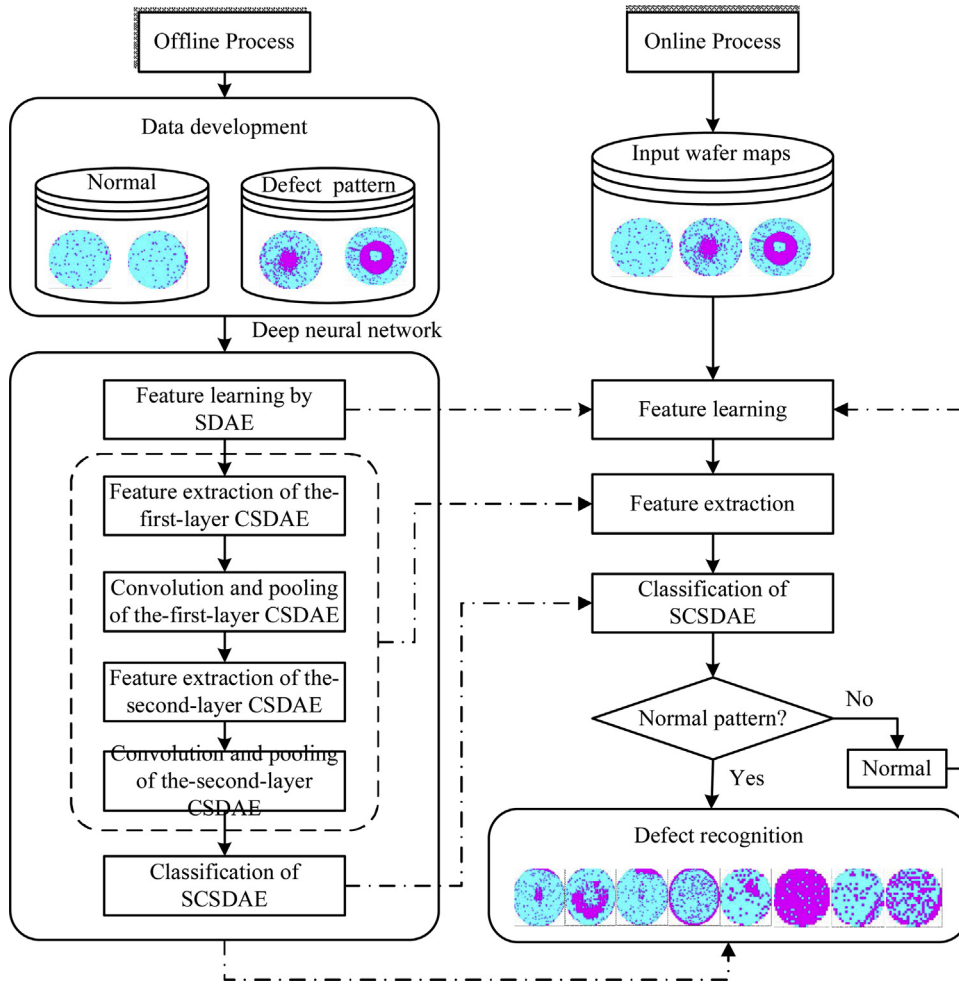 Offline Process
Data development
Normal
Defect pattern
Deep neural network
Feature learning by
SDAE
Feature extraction of the-
first-layer CSDAE
Convolution and pooling
of the-first-layer CSDAE
Feature extraction of the-
second-layer CSDAE
Convolution and pooling
of the-second-layer
CSDAE
Classification of
SCSDAE
Online Process
Input wafer maps
Feature learning
Feature extraction
Classification of
SCSDAE
Normal pattern?
No
Normal
Yes
Defect recognition